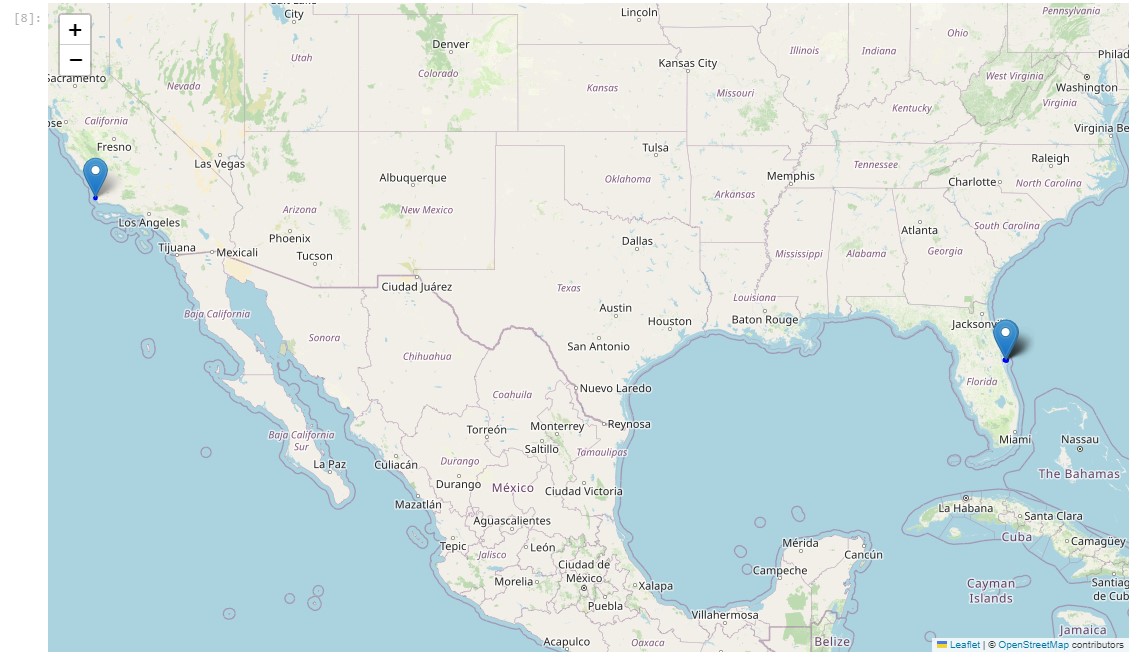 [8]:
+
−
City
Lincoln
Pennsylvania
Ohio
Denver
Utah
Illinois
Indiana
Philad
Kansas City
Colorado
Sacramento
Nevada
Kansas
Missouri
West Virginia
Washington
Virginia
Kentucky
California
ose
Virginia Be
Fresno
Tulsa
Raleigh
Las Vegas
Tennessee
Albuquerque
Oklahoma
Memphis
Charlotte
North Carolina
Arkansas
Arizona
New Mexico
Los Angeles
South Carolina
Atlanta
Phoenix
Dallas
Tijuana
Mexicali
Tucson
Mississippi
Alabama
Georgia
Ciudad Juárez
Texas
Louisiana
Austin
Baja California
Houston
Baton Rouge
Jacksonv
Sonora
San Antonio
Chihuahua
Florida
Nuevo Laredo
Coahuila
Reynosa
Torreón
Monterrey
Baja California
Sur
Miami
Nassau
Saltillo
Tamaulipas
La Paz
Culiacán
Durango
The Bahamas
Durango
México
Ciudad Victoria
Mazatlán
La Habana
Santa Clara
Aguascalientes
Cuba
Camagüey
Tepic
Jalisco
León
Mérida
Cancún
Ciudad de
México
Campeche
Morelia
Xalapa
Cayman
Islands
Santiag
de Cub
Puebla
Villahermosa
Jamaica
Acapulco
Oaxaca
Belize
Leaflet | © OpenStreetMap contributors